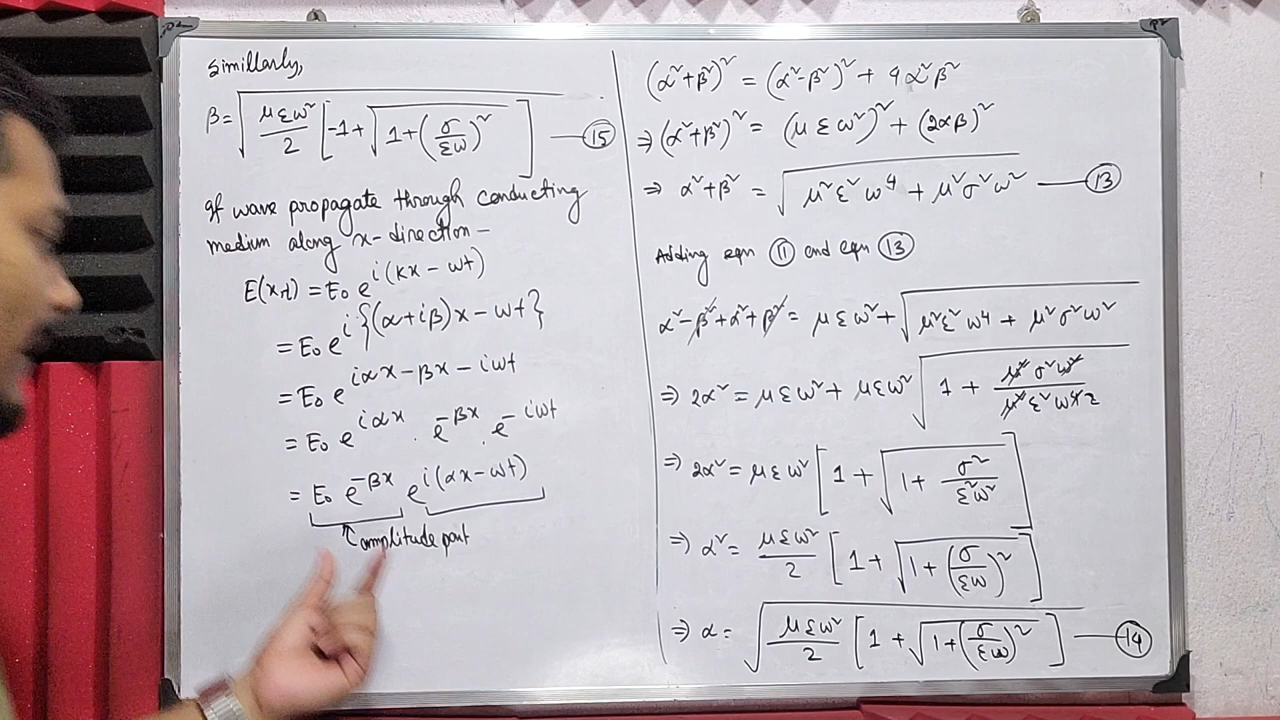 Simillarly,
β = √(μεω²/2 [-1 + √(1 + (σ/εω)²)]) —(15)
If wave propagate through conducting
medium along x-direction -
E(x,t) = E₀ e^{i(Kx - ωt)}
= E₀ e^{i{(α+iβ)x - ωt}}
= E₀ e^{iαx - βx - iωt}
= E₀ e^{iαx} . e^{-βx} . e^{-iωt}
= E₀ e^{-βx} e^{i(αx - ωt)}
↑ amplitude part
(α²+β²)² = (α²-β²)² + 4α²β²
⇒ (α²+β²)² = (μεω²)² + (2αβ)²
⇒ α²+β² = √(μ²ε²ω⁴ + μ²σ²ω²) —(13)
Adding eqn (11) and eqn (13)
α² - β² + α² + β² = μεω² + √(μ²ε²ω⁴ + μ²σ²ω²)
⇒ 2α² = μεω² + μεω² √(1 + μ²σ²ω²/μ²ε²ω⁴ 2)
⇒ 2α² = μεω² [1 + √(1 + σ²/ε²ω²)]
⇒ α² = μεω²/2 [1 + √(1 + (σ/εω)²)]
⇒ α = √(μεω²/2 [1 + √(1 + (σ/εω)²)]) —(14)